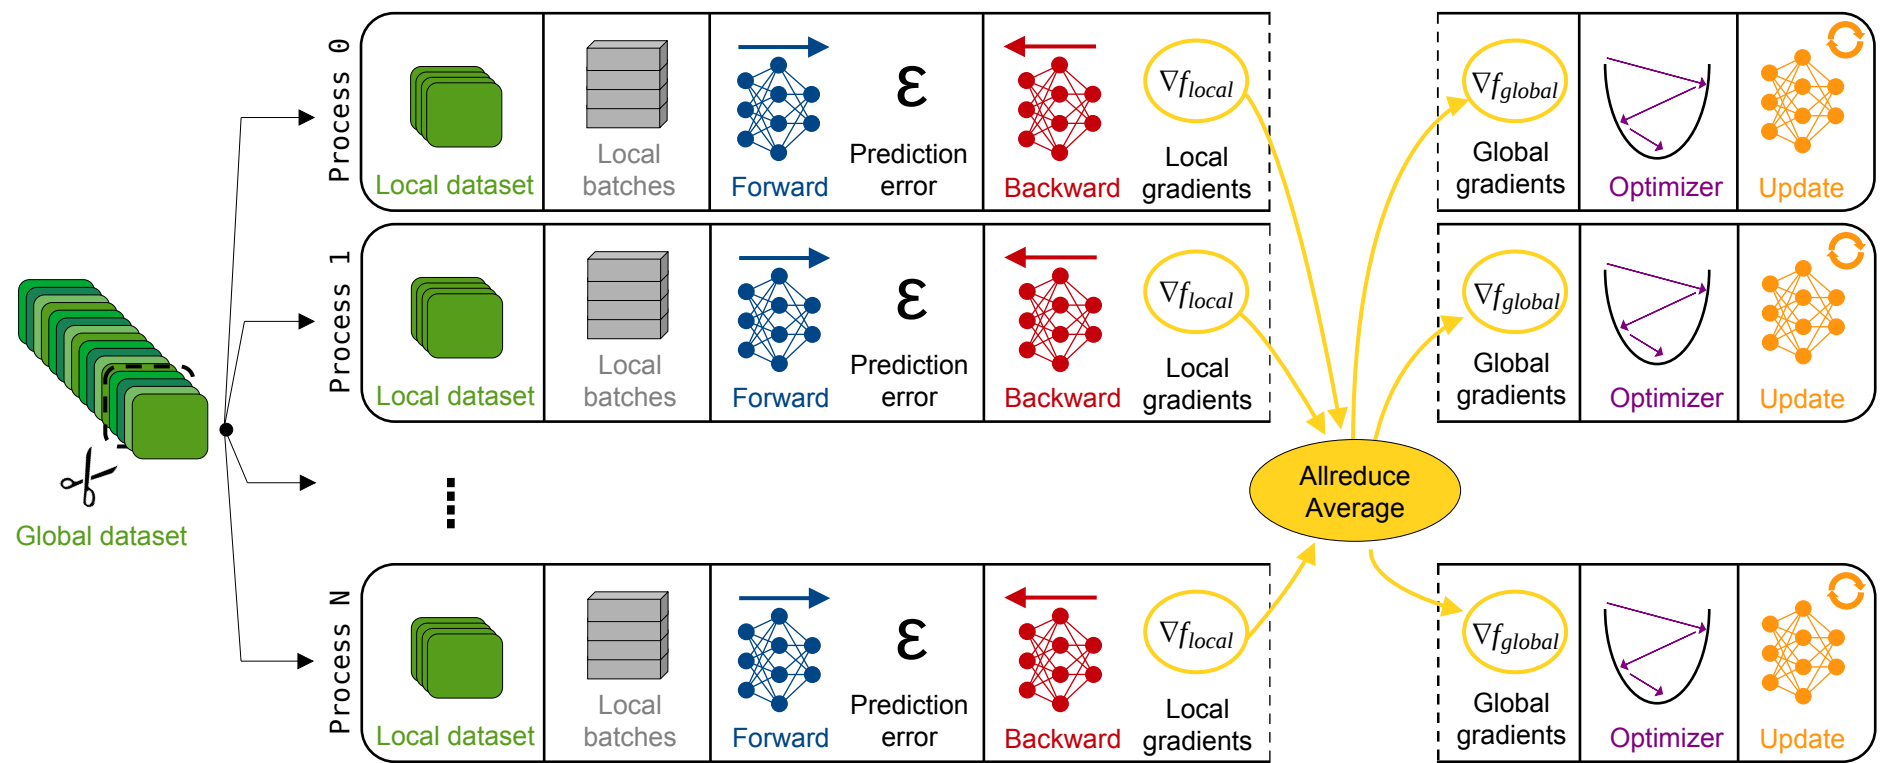 Process 0
Local dataset
Local
batches
Forward
ε
Prediction
error
Backward
∇f_local
Local
gradients
∇f_global
Global
gradients
Optimizer
Update
Process 1
Local dataset
Local
batches
Forward
ε
Prediction
error
Backward
∇f_local
Local
gradients
∇f_global
Global
gradients
Optimizer
Update
Global dataset
Allreduce
Average
Process N
Local dataset
Local
batches
Forward
ε
Prediction
error
Backward
∇f_local
Local
gradients
∇f_global
Global
gradients
Optimizer
Update